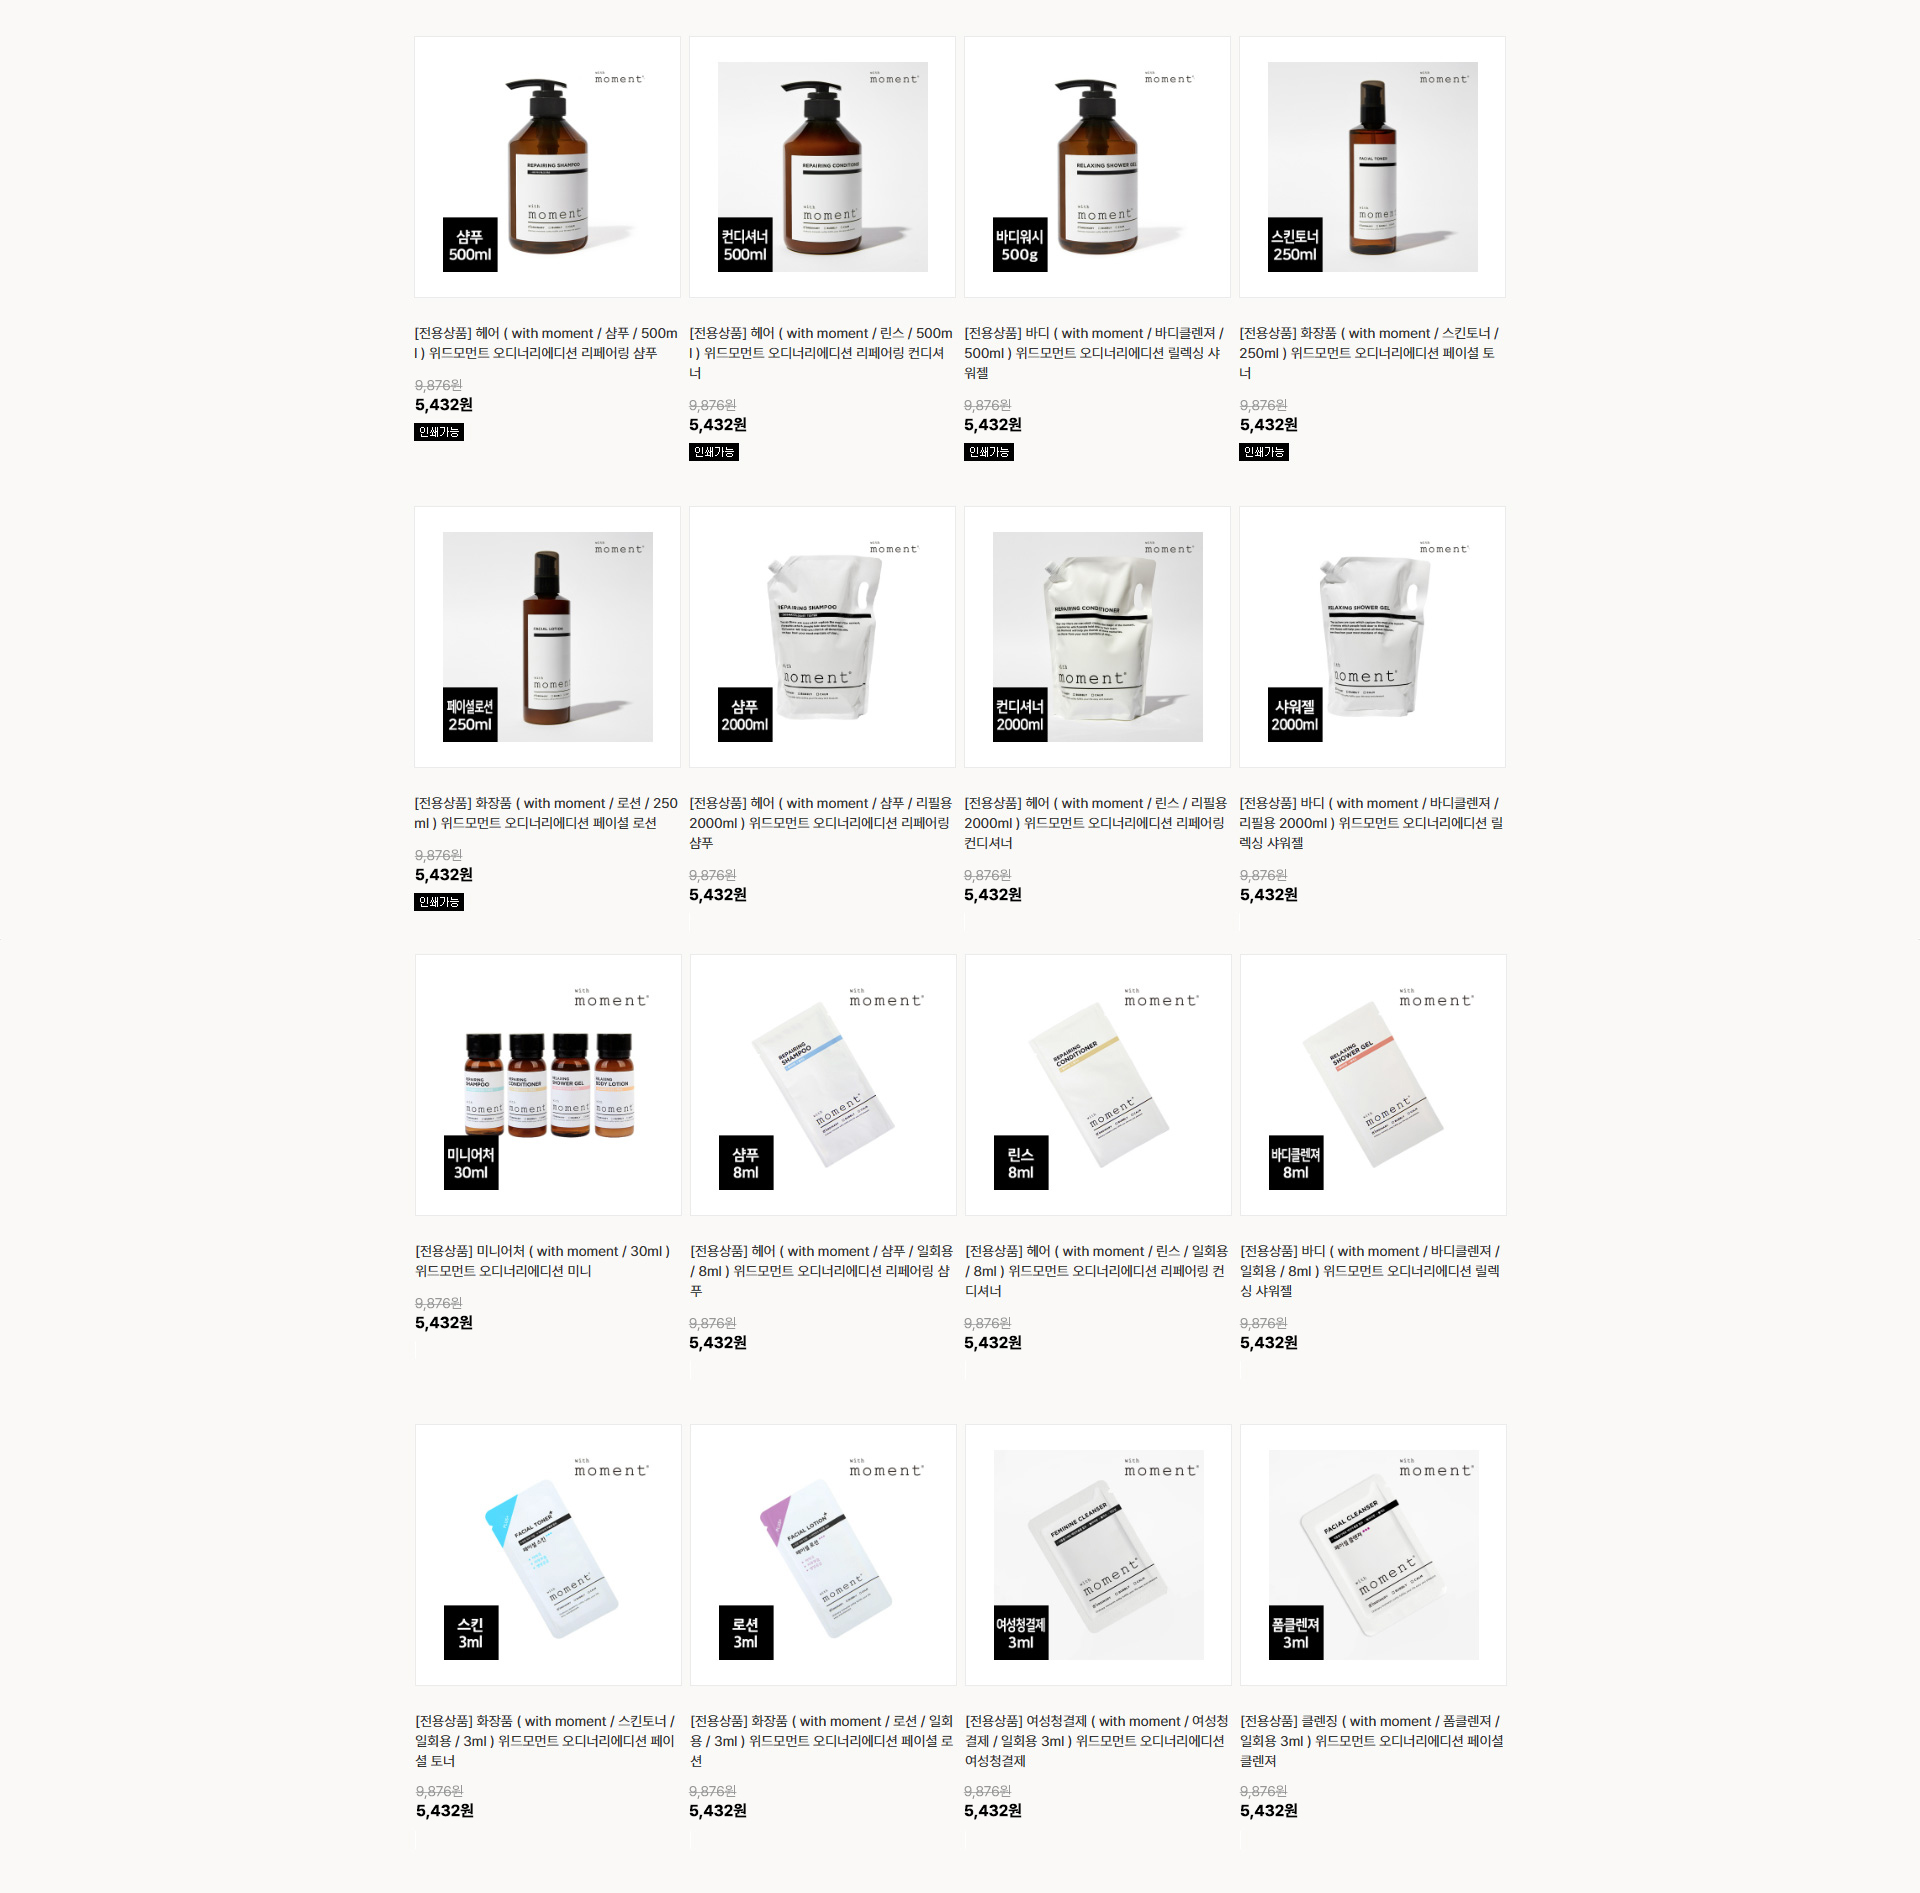 with
moment
REPAIRING SHAMPOO
with
moment
샴푸
500ml
with
moment
REPAIRING CONDITIONER
with
moment
컨디셔너
500ml
with
moment
RELAXING SHOWER GEL
with
moment
바디워시
500g
with
moment
FACIAL TONER
with
moment
스킨토너
250ml
[전용상품] 헤어 ( with moment / 샴푸 / 500m
l ) 위드모먼트 오디너리에디션 리페어링 샴푸
9,876원
5,432원
인쇄가능
[전용상품] 헤어 ( with moment / 린스 / 500m
l ) 위드모먼트 오디너리에디션 리페어링 컨디셔
너
9,876원
5,432원
인쇄가능
[전용상품] 바디 ( with moment / 바디클렌져 /
500ml ) 위드모먼트 오디너리에디션 릴렉싱 샤
워젤
9,876원
5,432원
인쇄가능
[전용상품] 화장품 ( with moment / 스킨토너 /
250ml ) 위드모먼트 오디너리에디션 페이셜 토
너
9,876원
5,432원
인쇄가능
with
moment
FACIAL LOTION
with
moment
페이셜로션
250ml
with
moment
REPAIRING SHAMPOO
with
moment
샴푸
2000ml
with
moment
REPAIRING CONDITIONER
with
moment
컨디셔너
2000ml
with
moment
RELAXING SHOWER GEL
with
moment
샤워젤
2000ml
[전용상품] 화장품 ( with moment / 로션 / 250
ml ) 위드모먼트 오디너리에디션 페이셜 로션
9,876원
5,432원
인쇄가능
[전용상품] 헤어 ( with moment / 샴푸 / 리필용
2000ml ) 위드모먼트 오디너리에디션 리페어링
샴푸
9,876원
5,432원
[전용상품] 헤어 ( with moment / 린스 / 리필용
2000ml ) 위드모먼트 오디너리에디션 리페어링
컨디셔너
9,876원
5,432원
[전용상품] 바디 ( with moment / 바디클렌져 /
리필용 2000ml ) 위드모먼트 오디너리에디션 릴
렉싱 샤워젤
9,876원
5,432원
with
moment
REPAIRING
SHAMPOO
moment
REPAIRING
CONDITIONER
moment
RELAXING
SHOWER GEL
moment
RELAXING
BODY LOTION
moment
미니어처
30ml
with
moment
REPAIRING
SHAMPOO
with
moment
샴푸
8ml
with
moment
REPAIRING
CONDITIONER
with
moment
린스
8ml
with
moment
RELAXING
SHOWER GEL
with
moment
바디클렌져
8ml
[전용상품] 미니어처 ( with moment / 30ml )
위드모먼트 오디너리에디션 미니
9,876원
5,432원
[전용상품] 헤어 ( with moment / 샴푸 / 일회용
/ 8ml ) 위드모먼트 오디너리에디션 리페어링 샴
푸
9,876원
5,432원
[전용상품] 헤어 ( with moment / 린스 / 일회용
/ 8ml ) 위드모먼트 오디너리에디션 리페어링 컨
디셔너
9,876원
5,432원
[전용상품] 바디 ( with moment / 바디클렌져 /
일회용 / 8ml ) 위드모먼트 오디너리에디션 릴렉
싱 샤워젤
9,876원
5,432원
with
moment
FACIAL TONER
페이셜 스킨
with
moment
스킨
3ml
with
moment
FACIAL LOTION
페이셜 로션
with
moment
로션
3ml
with
moment
FEMININE CLEANSER
with
moment
여성청결제
3ml
with
moment
FACIAL CLEANSER
페이셜 클렌져
with
moment
폼클렌져
3ml
[전용상품] 화장품 ( with moment / 스킨토너 /
일회용 / 3ml ) 위드모먼트 오디너리에디션 페이
셜 토너
9,876원
5,432원
[전용상품] 화장품 ( with moment / 로션 / 일회
용 / 3ml ) 위드모먼트 오디너리에디션 페이셜 로
션
9,876원
5,432원
[전용상품] 여성청결제 ( with moment / 여성청
결제 / 일회용 3ml ) 위드모먼트 오디너리에디션
여성청결제
9,876원
5,432원
[전용상품] 클렌징 ( with moment / 폼클렌져 /
일회용 3ml ) 위드모먼트 오디너리에디션 페이셜
클렌져
9,876원
5,432원